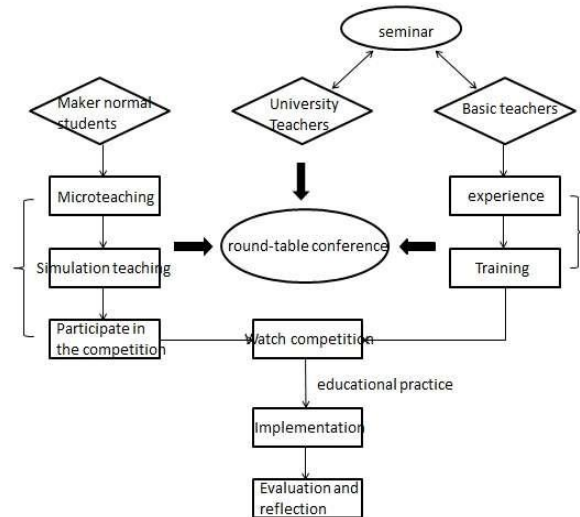 seminar
Maker normal
students
University
Teachers
Basic teachers
Microteaching
experience
round-table conference
Simulation teaching
Training
Participate in
the competition
Watch competition
educational practice
Implementation
Evaluation and
reflection